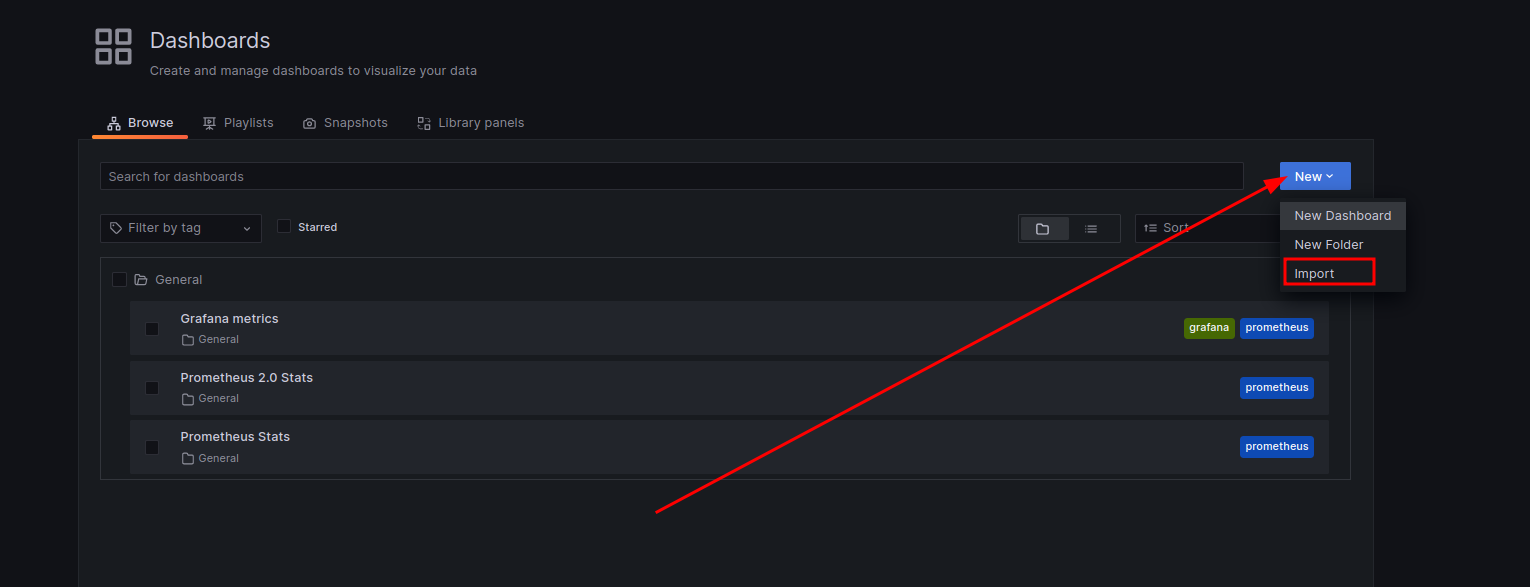 Dashboards
Create and manage dashboards to visualize your data
Browse Playlists Snapshots Library panels
Search for dashboards New
Filter by tag Starred Sort
New Dashboard
New Folder
Import
General
Grafana metrics
General
grafana prometheus
Prometheus 2.0 Stats
General
prometheus
Prometheus Stats
General
prometheus